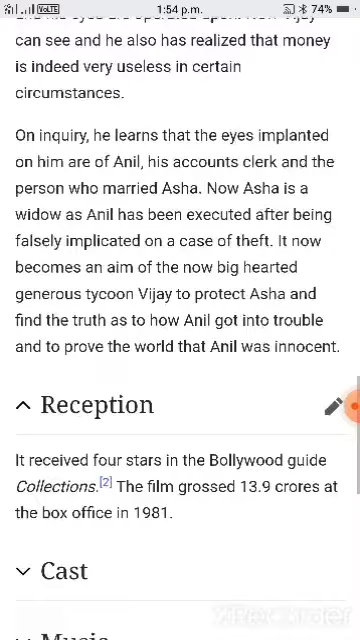 VoLTE 1:54 p.m. 74%
can see and he also has realized that money
is indeed very useless in certain
circumstances.
On inquiry, he learns that the eyes implanted
on him are of Anil, his accounts clerk and the
person who married Asha. Now Asha is a
widow as Anil has been executed after being
falsely implicated on a case of theft. It now
becomes an aim of the now big hearted
generous tycoon Vijay to protect Asha and
find the truth as to how Anil got into trouble
and to prove the world that Anil was innocent.
Reception
It received four stars in the Bollywood guide
Collections.[2] The film grossed 13.9 crores at
the box office in 1981.
Cast
Music